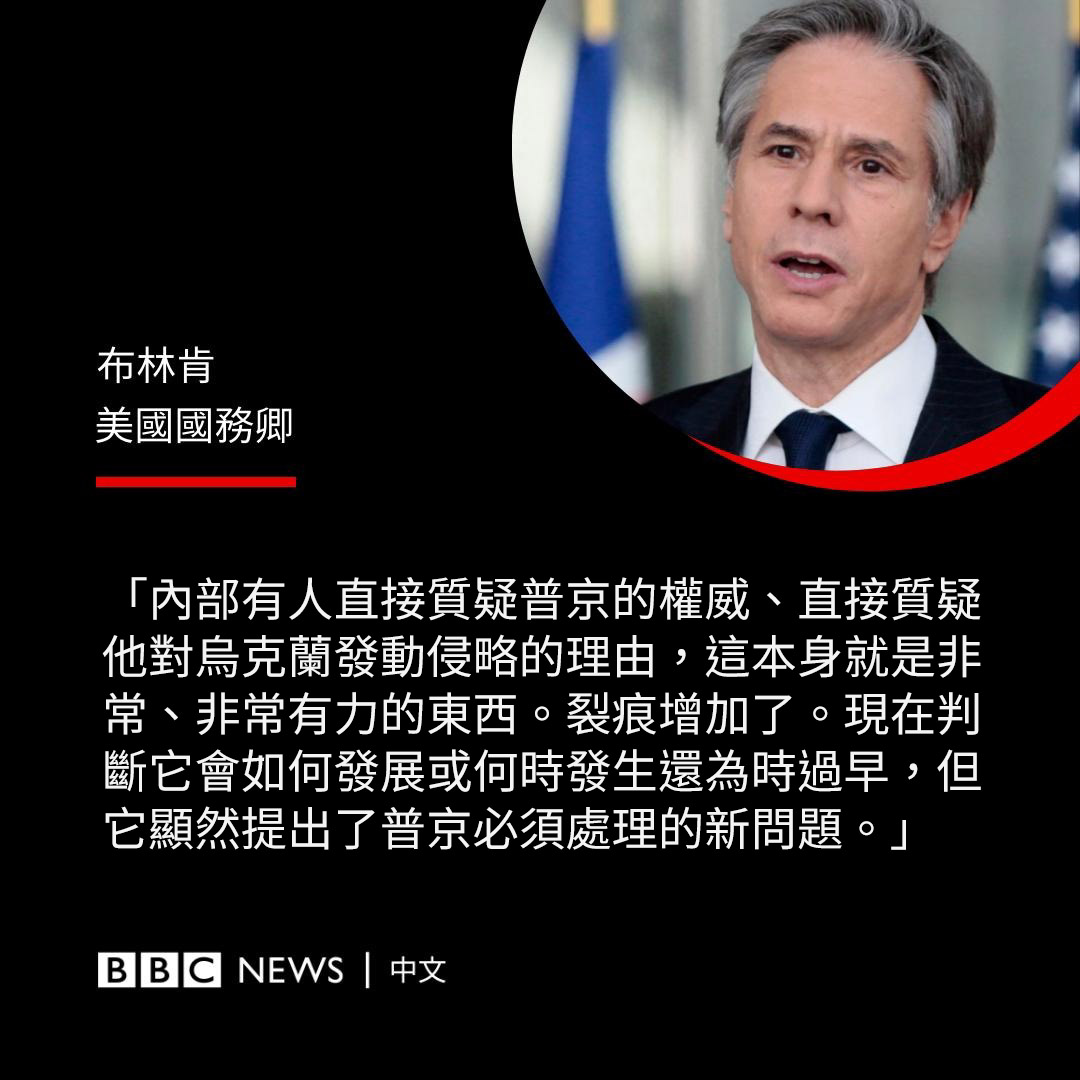 布林肯
美國國務卿
「內部有人直接質疑普京的權威、直接質疑
他對烏克蘭發動侵略的理由，這本身就是非
常、非常有力的東西。裂痕增加了。現在判
斷它會如何發展或何時發生還為時過早，但
它顯然提出了普京必須處理的新問題。」
BBC NEWS | 中文